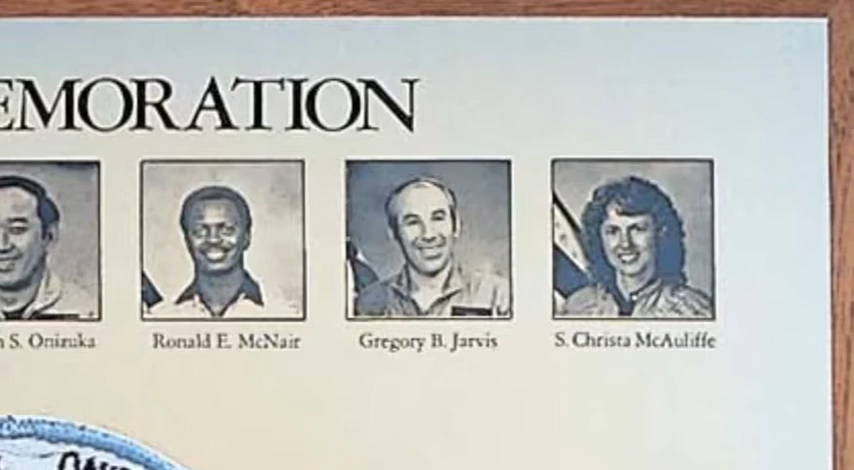 EMORATION
n S. Onizuka Ronald E. McNair Gregory B. Jarvis S. Christa McAuliffe